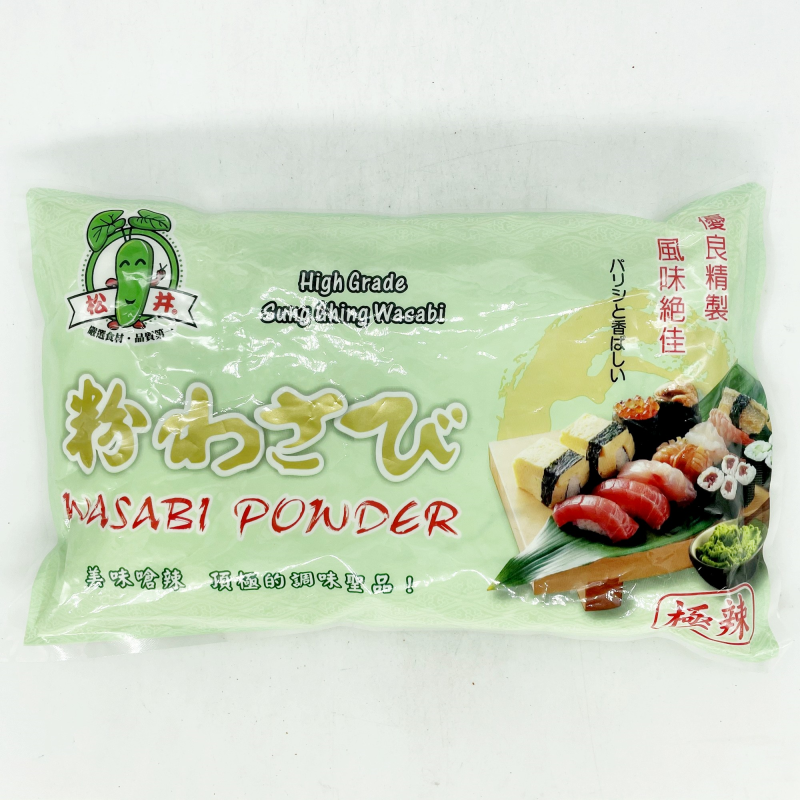 松井®
嚴選食材・品質第一
High Grade
Sung Ching Wasabi
優良精製
風味絶佳
パリッと香ばしい
粉わさび
WASABI POWDER
美味嗆辣 頂極的調味聖品！
極辣